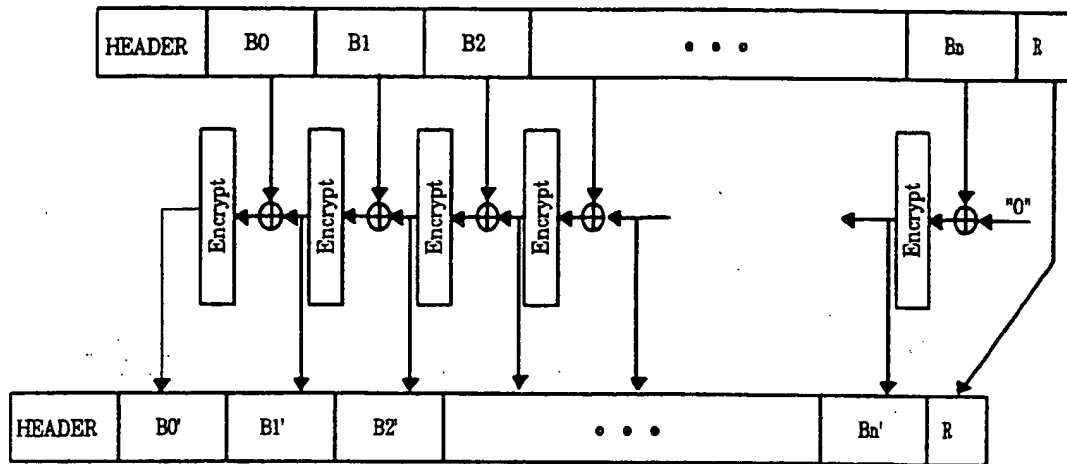 HEADER B0 B1 B2 • • • Bn R
Encrypt Encrypt Encrypt Encrypt Encrypt "0"
HEADER B0' B1' B2' • • • Bn' R